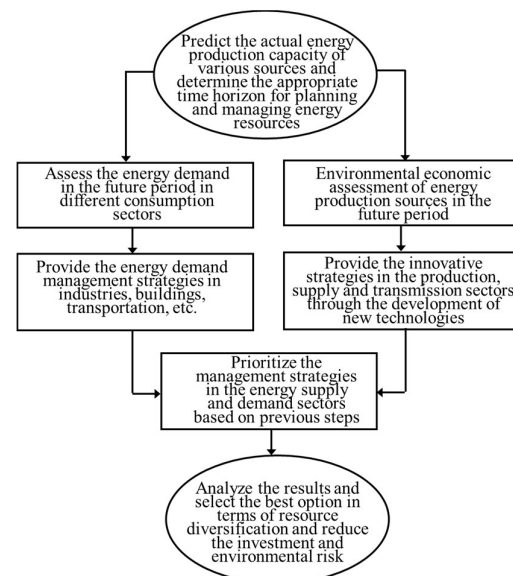 Predict the actual energy
production capacity of
various sources and
determine the appropriate
time horizon for planning
and managing energy
resources
Assess the energy demand
in the future period in
different consumption
sectors
Environmental economic
assessment of energy
production sources in the
future period
Provide the energy demand
management strategies in
industries, buildings,
transportation, etc.
Provide the innovative
strategies in the production,
supply and transmission sectors
through the development of
new technologies
Prioritize the
management strategies
in the energy supply
and demand sectors
based on previous steps
Analyze the results and
select the best option in
terms of resource
diversification and reduce
the investment and
environmental risk